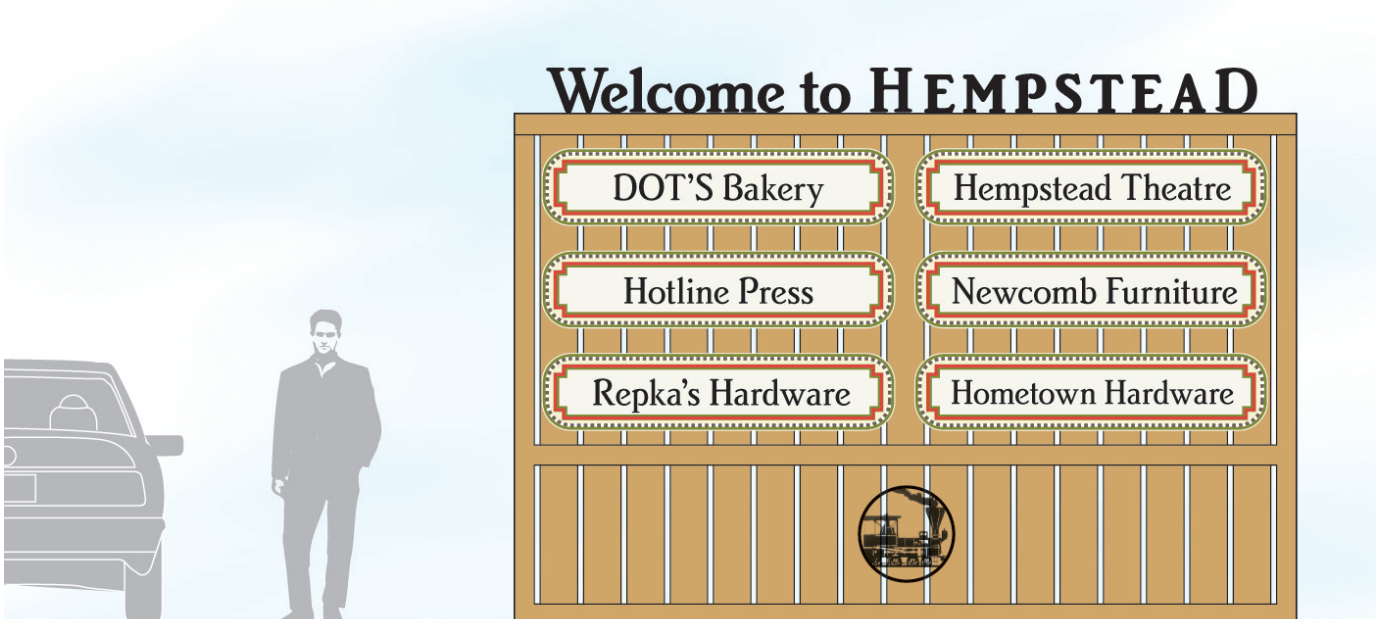 Welcome to HEMPSTEAD
DOT'S Bakery
Hempstead Theatre
Hotline Press
Newcomb Furniture
Repka's Hardware
Hometown Hardware